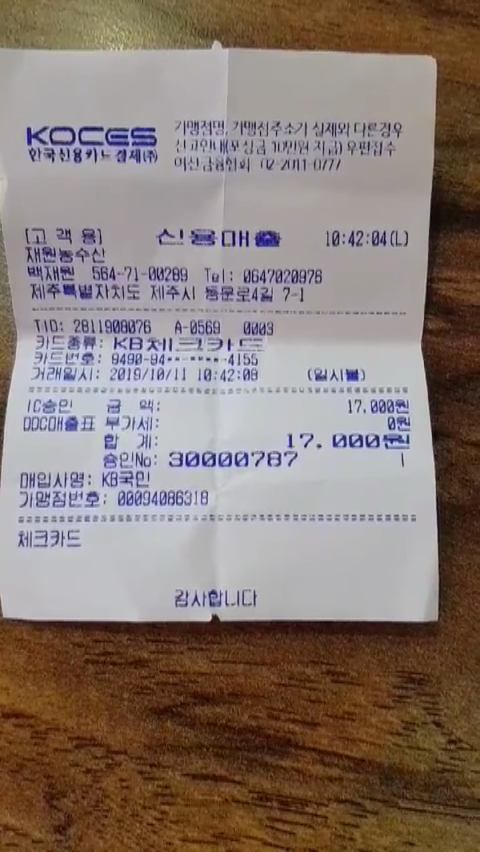 KOCES
한국신용카드결제(주)
가맹점명, 가맹점주소가 실제와 다른경우
신고안내(포상금 10만원 지급) 우편접수
여신금융협회 02-2011-0777
[고 객 용] 신용매출 10:42:04(L)
재원농수산
백재원 564-71-00289 Tel: 0647020976
제주특별자치도 제주시 동문로4길 7-1
TID: 2811908076 A-0569 0003
카드종류: KB체크카드
카드번호: 9490-94**-****-4155
거래일시: 2019/10/11 10:42:08 (일시불)
IC승인 금 액: 17,000원
DDC매출표 부가세: 0원
합 계: 17,000원
승인No: 30000787
매입사명: KB국민
가맹점번호: 00094086318
체크카드
감사합니다